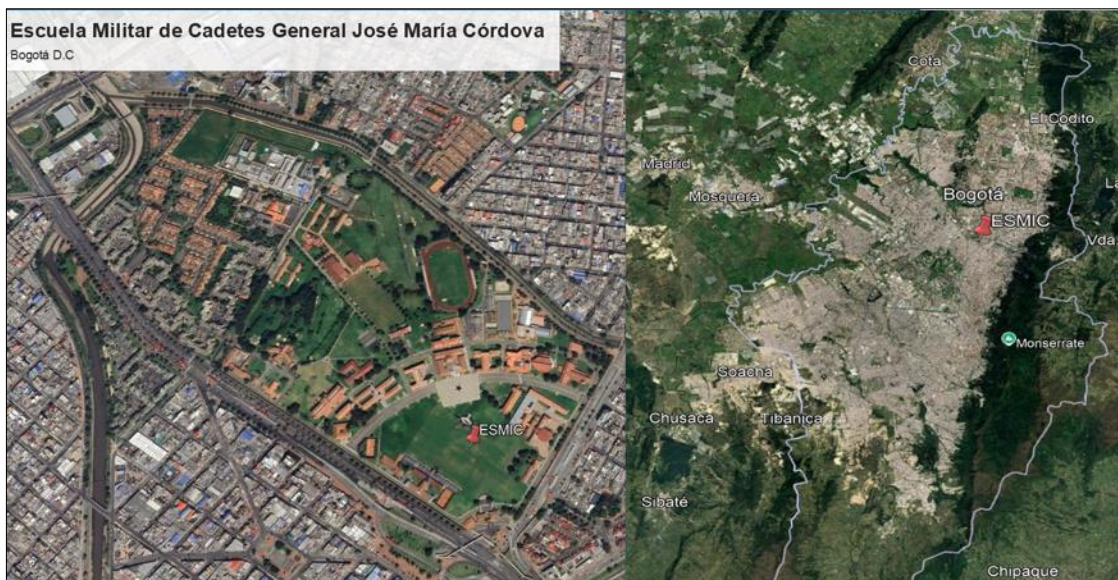 Escuela Militar de Cadetes General José María Córdova
Bogotá D.C
ESMIC
Cota
El Codito
Madrid
Mosquera
Bogotá
La
ESMIC
Vda
Monserrate
Soacha
Chusacá
Tibanica
Sibaté
Chipaque